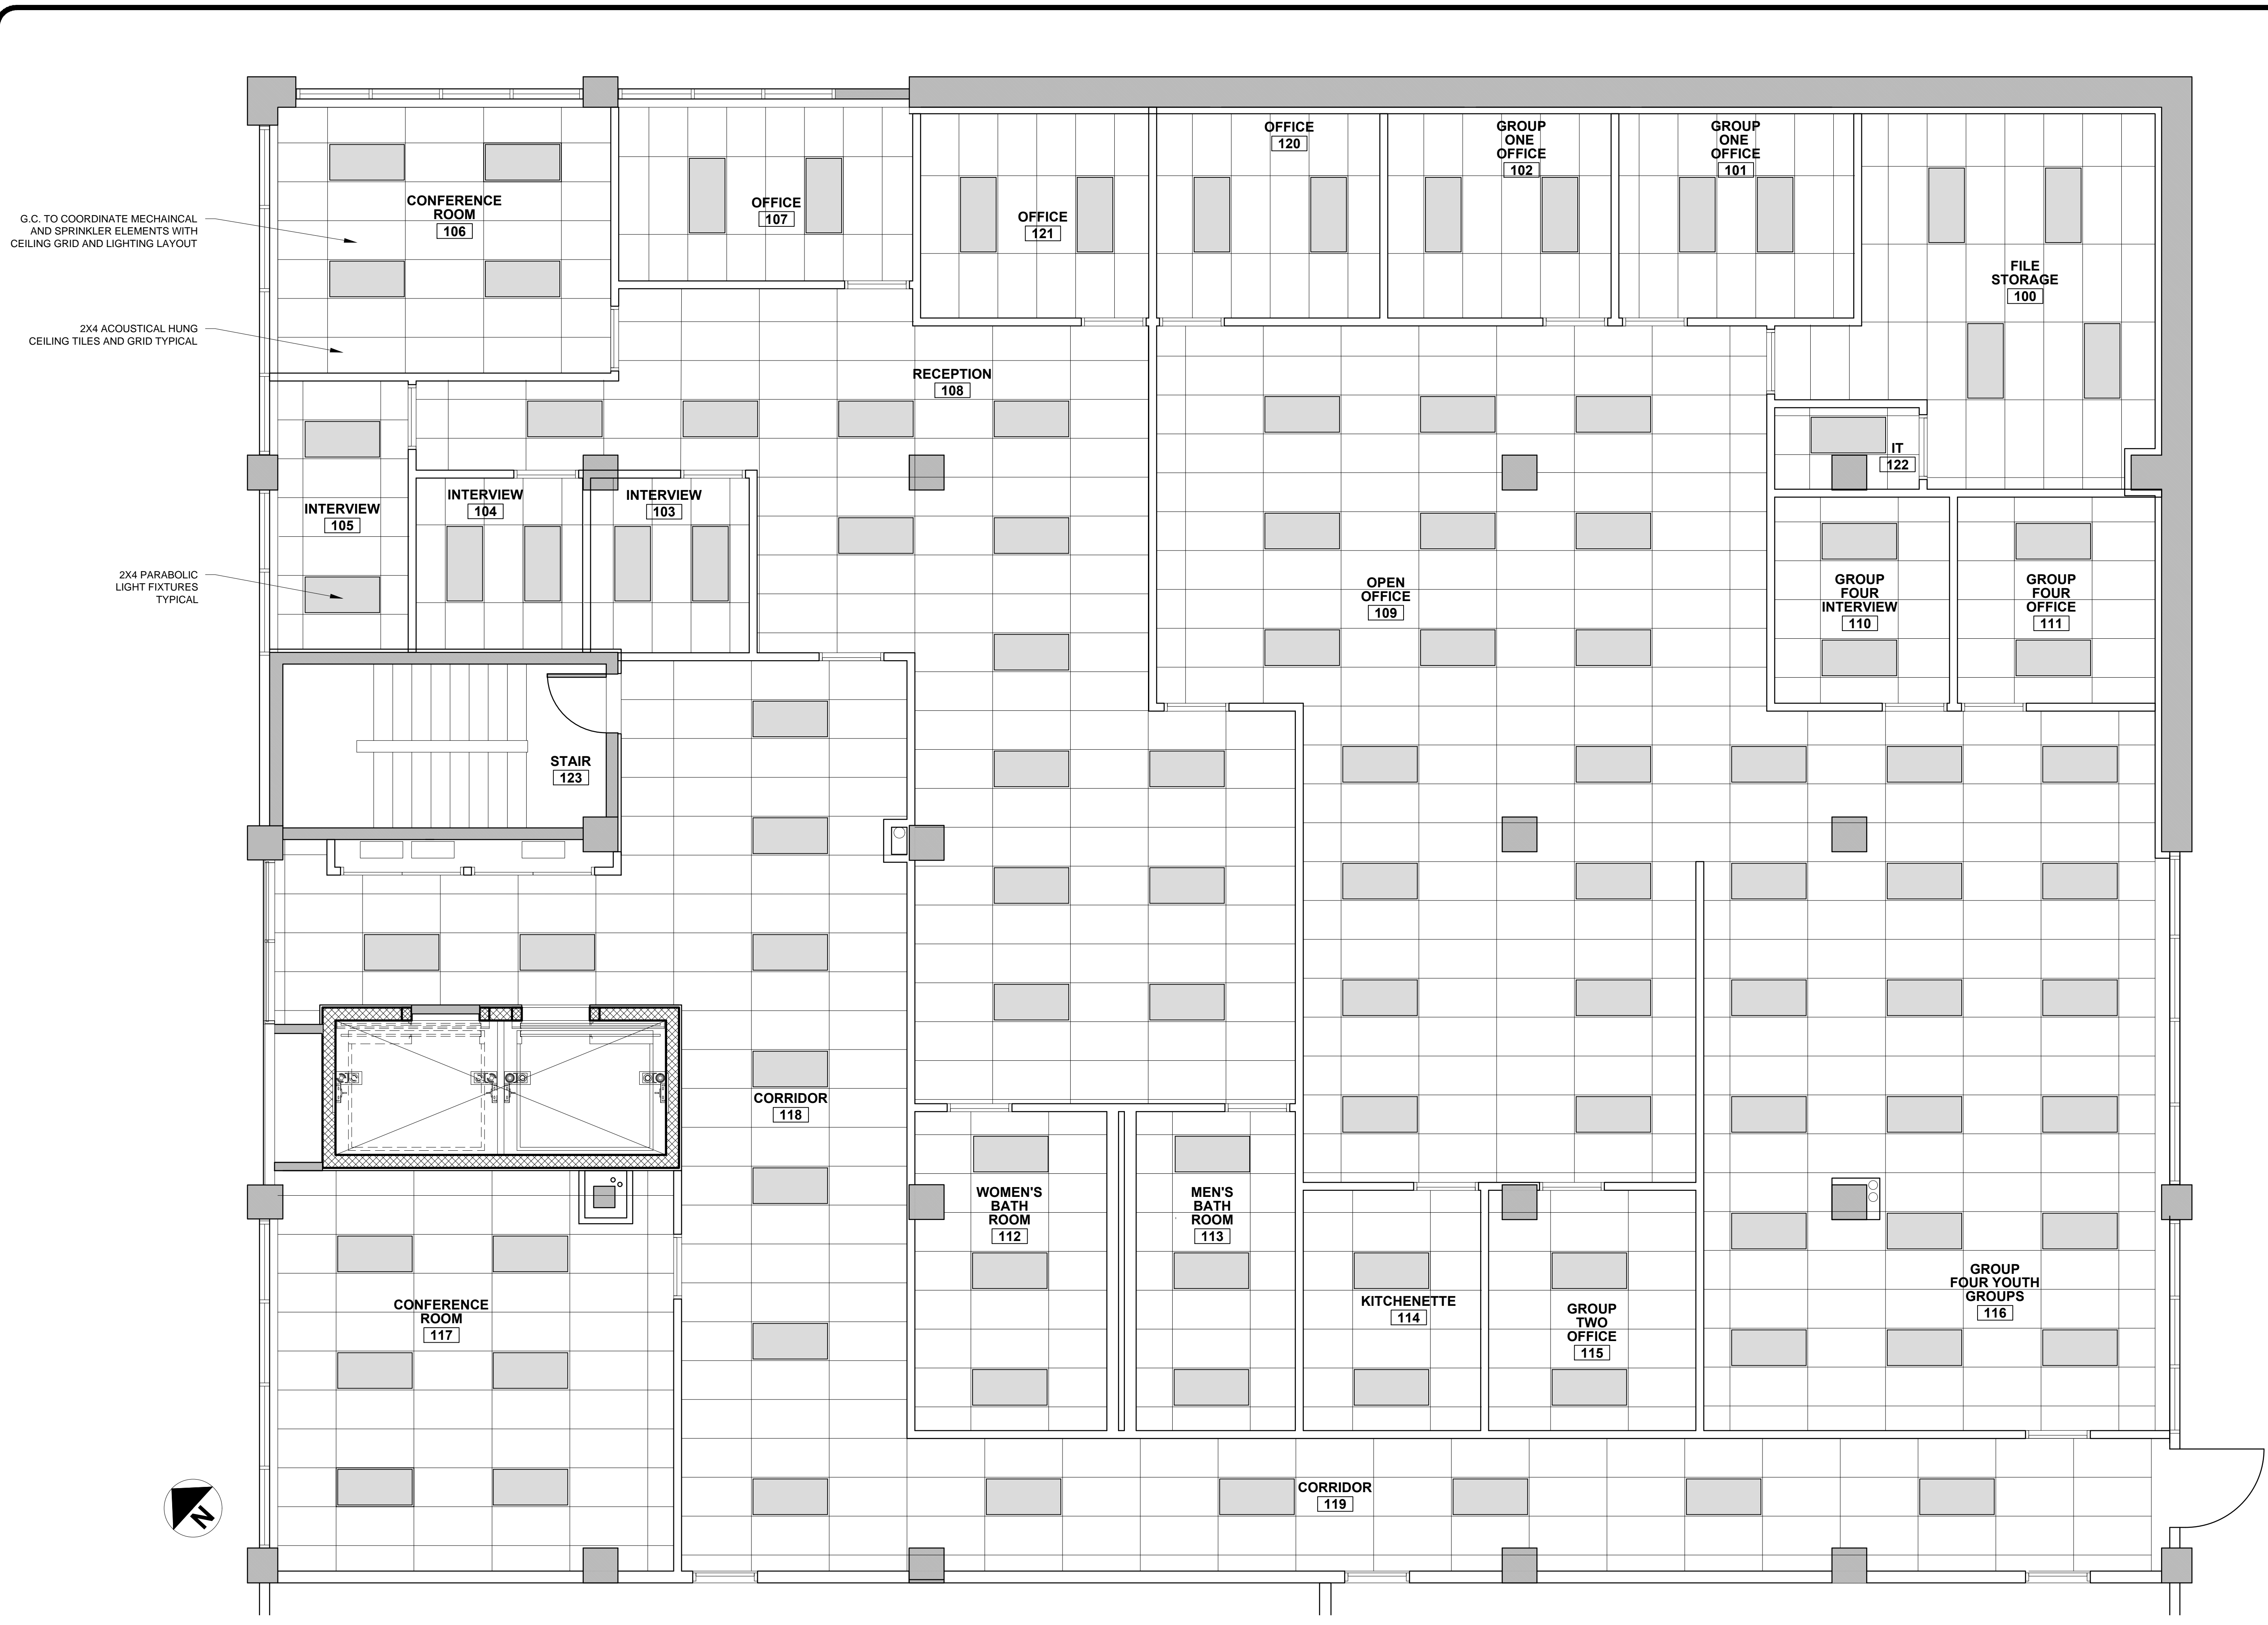 OFFICE
120
GROUP
ONE
OFFICE
102
GROUP
ONE
OFFICE
101
CONFERENCE
ROOM
106
OFFICE
107
OFFICE
121
G.C. TO COORDINATE MECHAINCAL
AND SPRINKLER ELEMENTS WITH
CEILING GRID AND LIGHTING LAYOUT
FILE
STORAGE
100
2X4 ACOUSTICAL HUNG
CEILING TILES AND GRID TYPICAL
RECEPTION
108
IT
122
INTERVIEW
105
INTERVIEW
104
INTERVIEW
103
2X4 PARABOLIC
LIGHT FIXTURES
TYPICAL
OPEN
OFFICE
109
GROUP
FOUR
INTERVIEW
110
GROUP
FOUR
OFFICE
111
STAIR
123
CORRIDOR
118
WOMEN'S
BATH
ROOM
112
MEN'S
BATH
ROOM
113
CONFERENCE
ROOM
117
KITCHENETTE
114
GROUP
TWO
OFFICE
115
GROUP
FOUR YOUTH
GROUPS
116
CORRIDOR
119
N